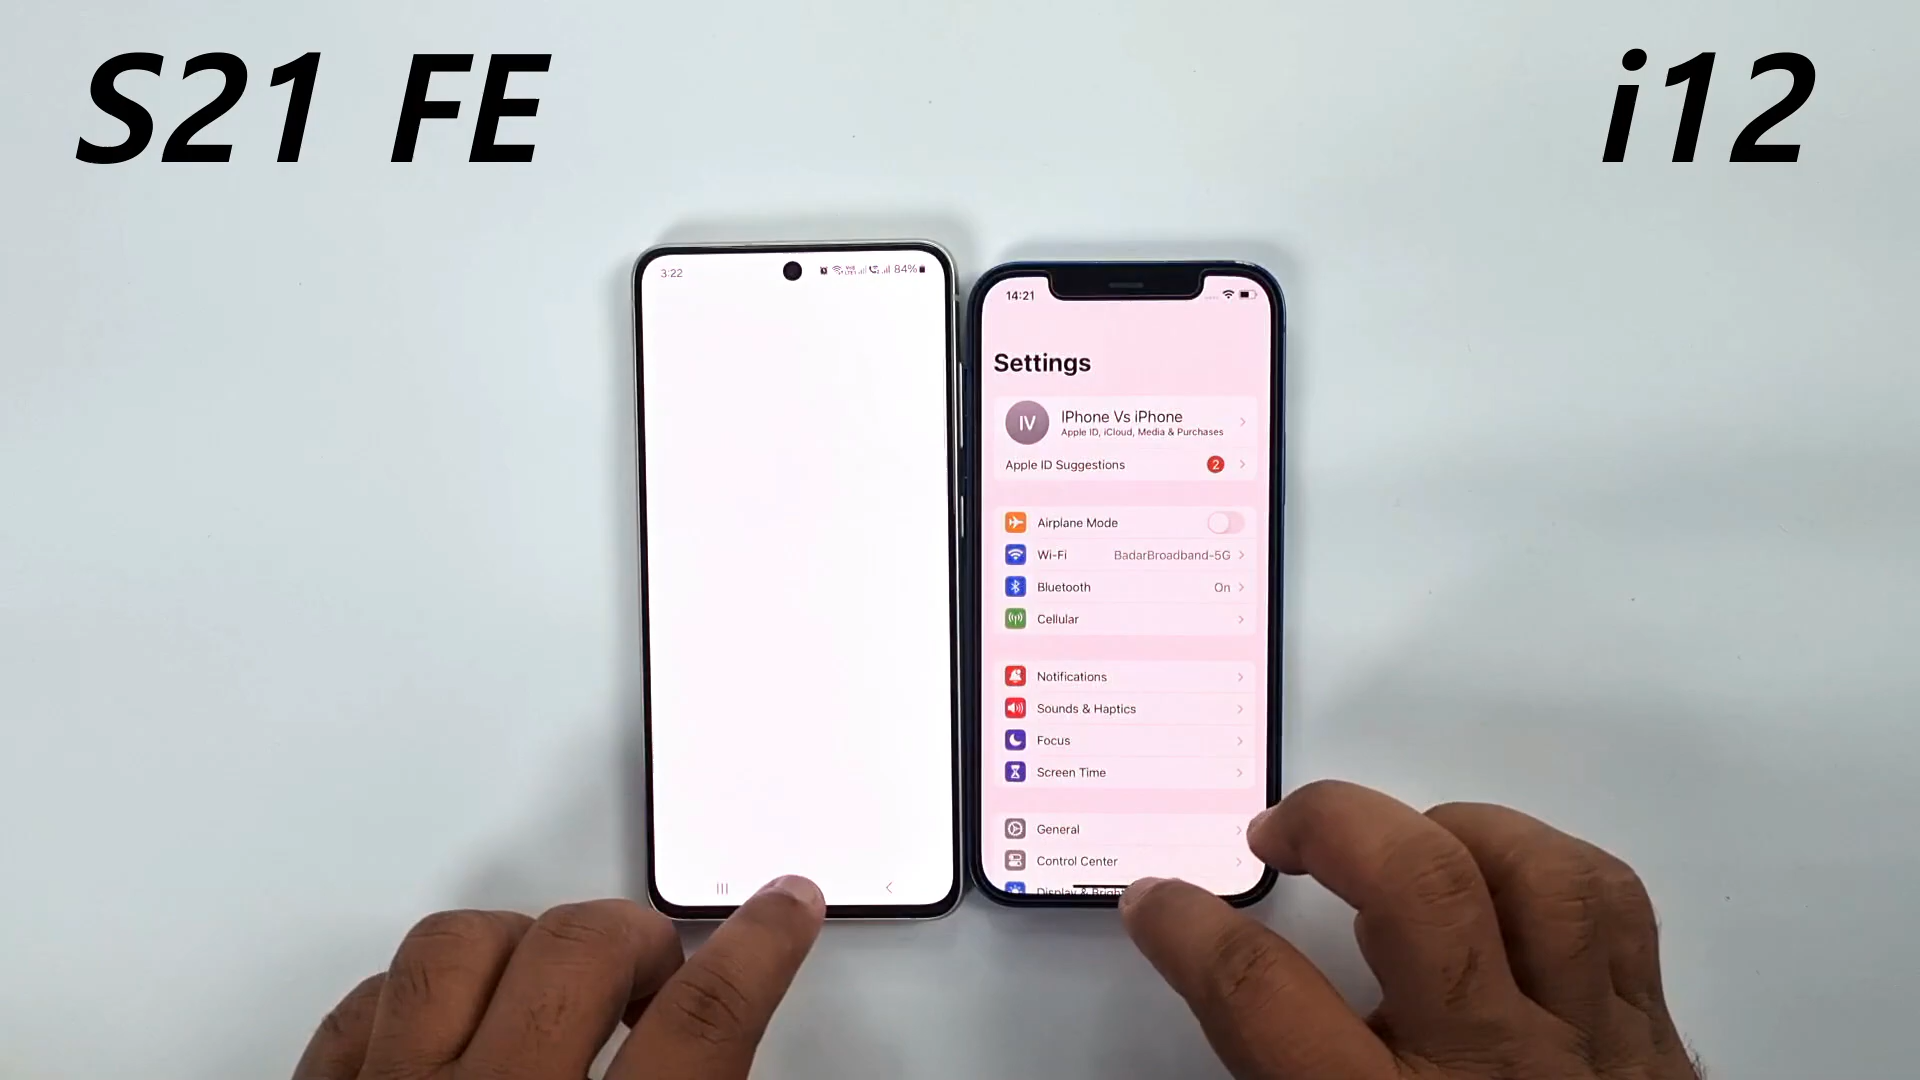 S21 FE
i12
3:22
84%
14:21
Settings
IV
IPhone Vs iPhone
Apple ID, iCloud, Media & Purchases
Apple ID Suggestions
2
Airplane Mode
Wi-Fi
BadarBroadband-5G
Bluetooth
On
Cellular
Notifications
Sounds & Haptics
Focus
Screen Time
General
Control Center
Display & Bright